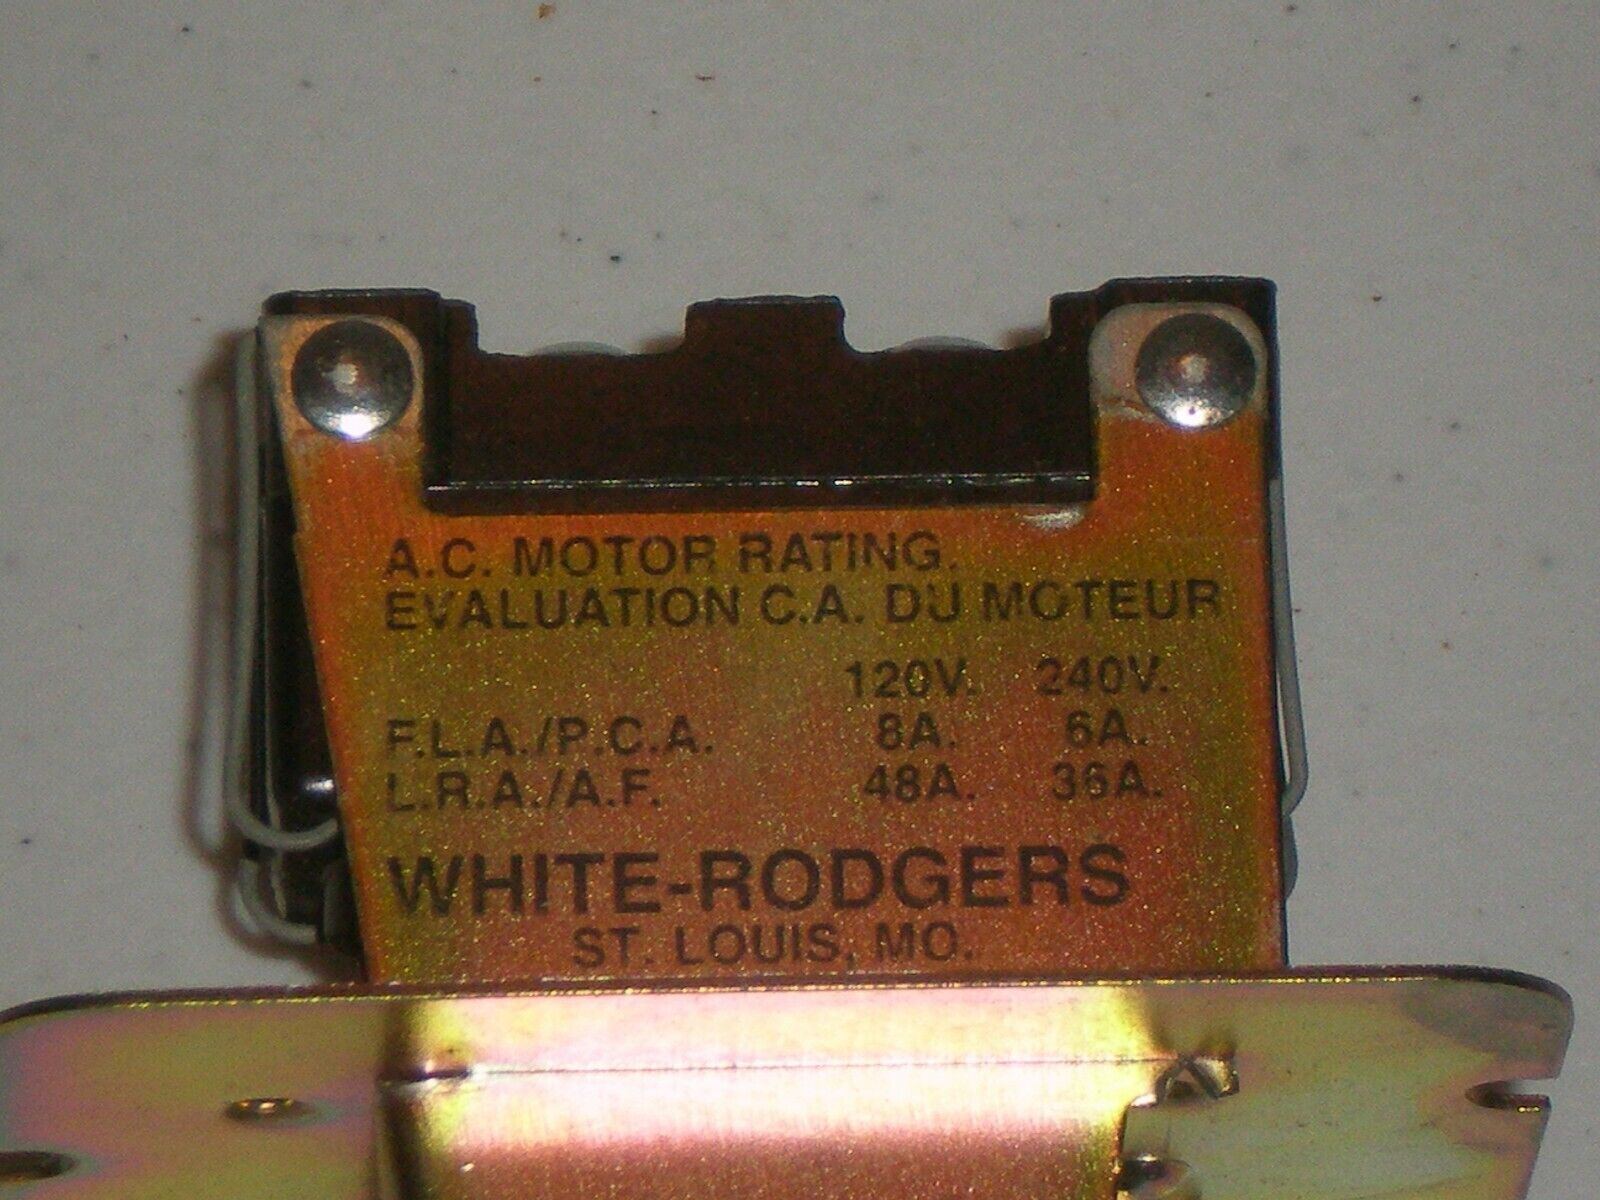 A.C. MOTOR RATING.
EVALUATION C.A. DU MOTEUR
120V. 240V.
F.L.A./P.C.A. 8A. 6A.
L.R.A./A.F. 48A. 36A.
WHITE-RODGERS
ST. LOUIS, MO.